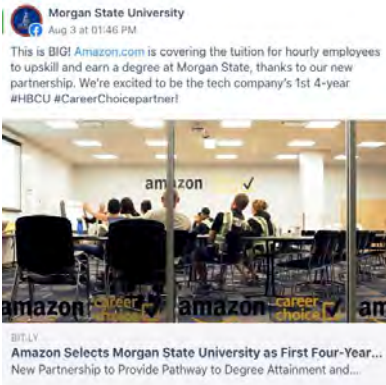 Morgan State University
Aug 3 at 01:46 PM
This is BIG! Amazon.com is covering the tuition for hourly employees
to upskill and earn a degree at Morgan State, thanks to our new
partnership. We're excited to be the tech company's 1st 4-year
#HBCU #CareerChoicepartner!
amazon
amazon career choice amazon career choice am
BIT.LY
Amazon Selects Morgan State University as First Four-Year...
New Partnership to Provide Pathway to Degree Attainment and...